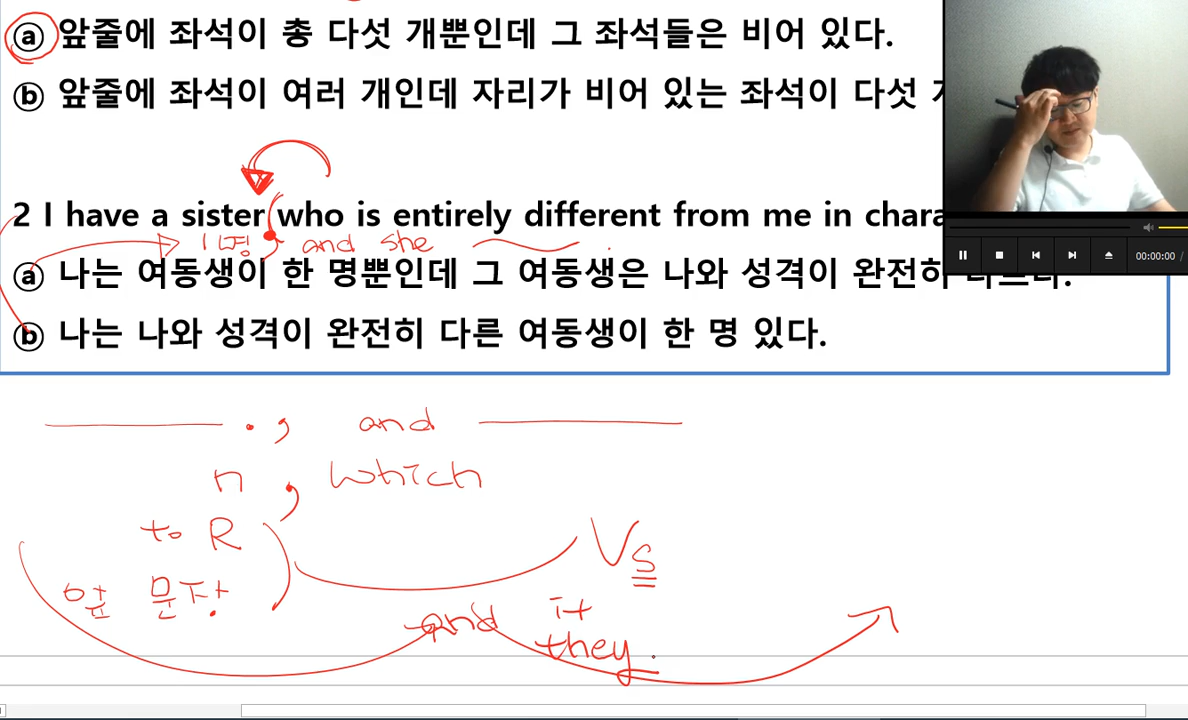 ⓐ 앞줄에 좌석이 총 다섯 개뿐인데 그 좌석들은 비어 있다.
ⓑ 앞줄에 좌석이 여러 개인데 자리가 비어 있는 좌석이 다섯
2 I have a sister who is entirely different from me in chara
1명 and she
ⓐ 나는 여동생이 한 명뿐인데 그 여동생은 나와 성격이 완전히 다르다.
ⓑ 나는 나와 성격이 완전히 다른 여동생이 한 명 있다.
00:00:00 /
. , and
n , which
to R
Vs
앞 문장
and it
they.